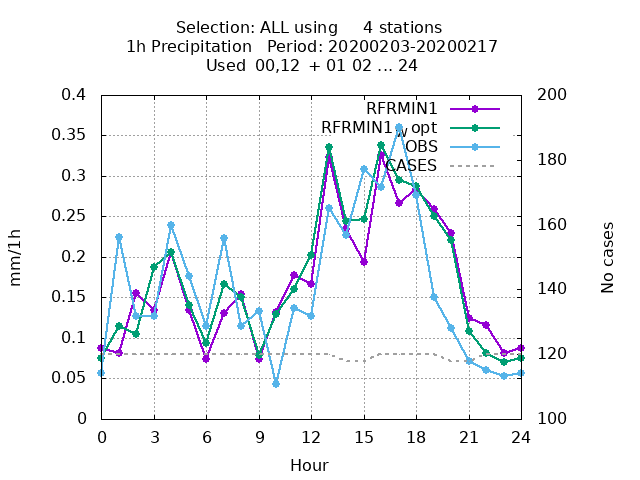 Selection: ALL using 4 stations
1h Precipitation Period: 20200203-20200217
Used 00,12 + 01 02 ... 24
0.4
0.35
0.3
0.25
0.2
0.15
0.1
0.05
0
200
180
160
140
120
100
mm/1h
No cases
RFRMIN1
RFRMIN1_w opt
OBS
CASES
0 3 6 9 12 15 18 21 24
Hour